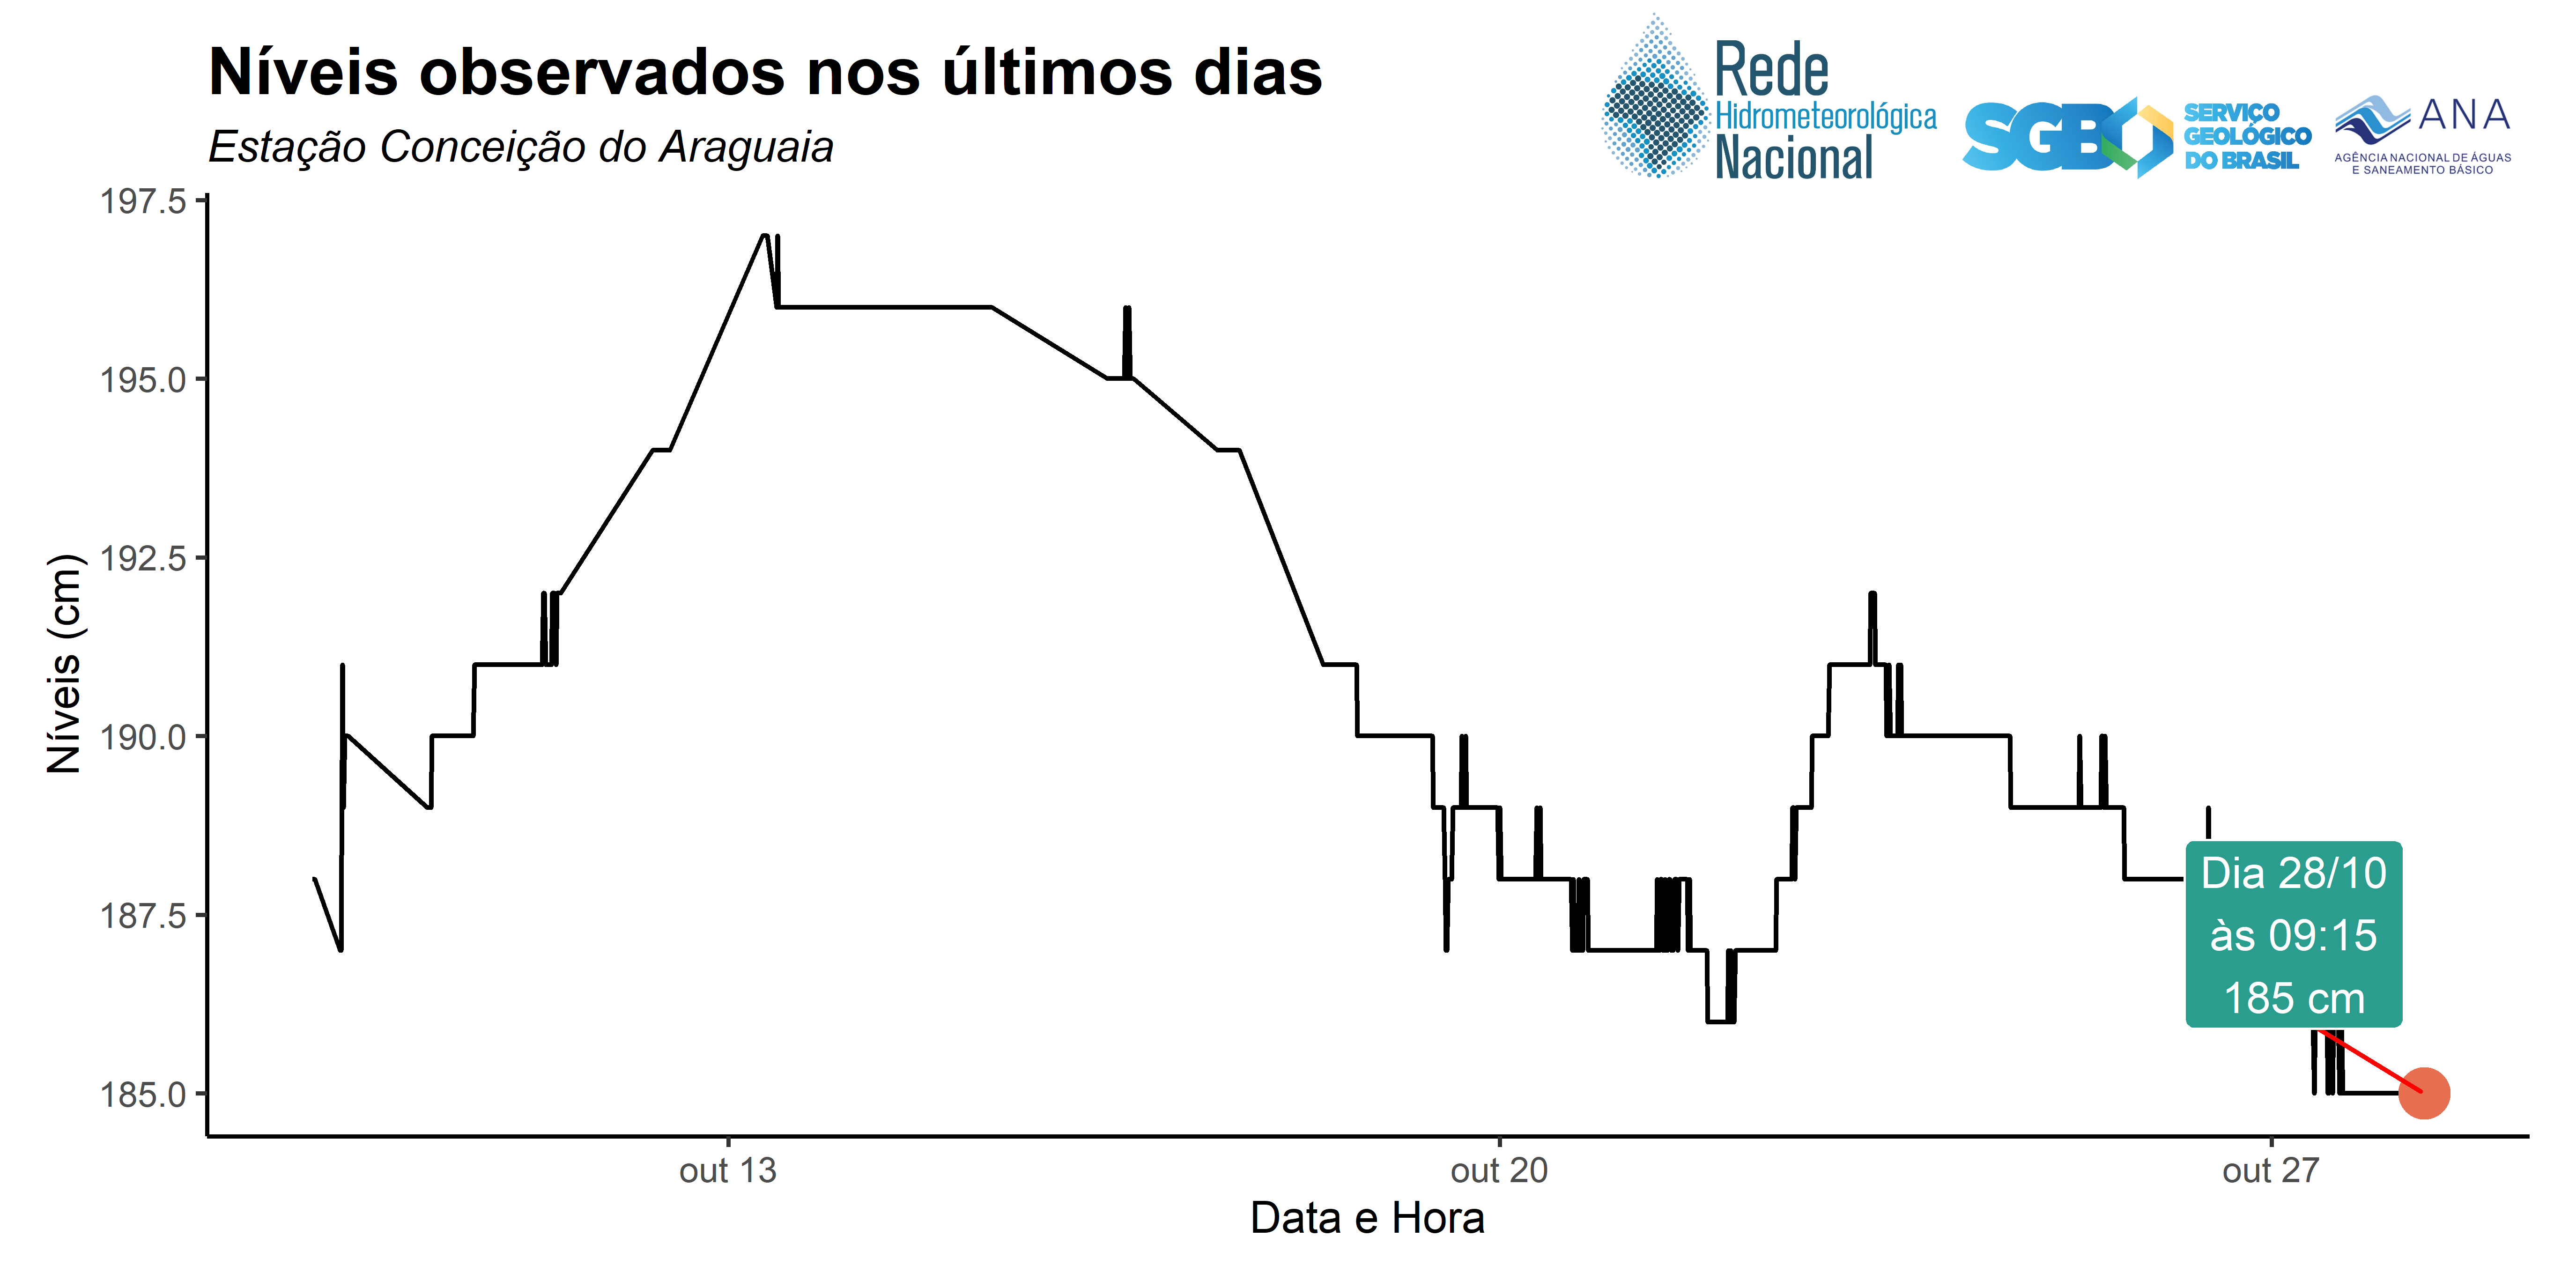 Níveis observados nos últimos dias
Estação Conceição do Araguaia
Rede
Hidrometeorológica
Nacional
SGB
SERVIÇO
GEOLÓGICO
DO BRASIL
ANA
AGÊNCIA NACIONAL DE ÁGUAS
E SANEAMENTO BÁSICO
197.5
195.0
192.5
190.0
187.5
185.0
Níveis (cm)
Dia 28/10
às 09:15
185 cm
out 13
out 20
out 27
Data e Hora